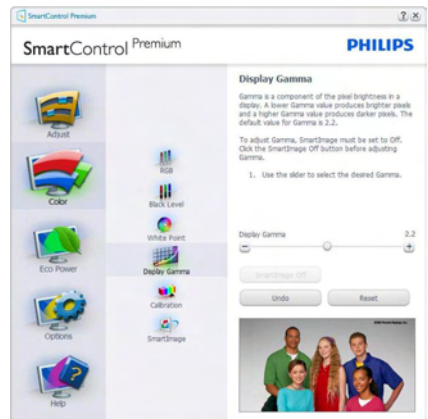 SmartControl Premium
SmartControl Premium
PHILIPS
Adjust
Color
Eco Power
Options
Help
RGB
Black Level
White Point
Display Gamma
Calibration
SmartImage
Display Gamma
Gamma is a component of the pixel brightness in a
display. A lower Gamma value produces brighter pixels
and a higher Gamma value produces darker pixels. The
default value for Gamma is 2.2.
To adjust Gamma, SmartImage must be set to Off.
Click the SmartImage Off button before adjusting
Gamma.
1. Use the slider to select the desired Gamma.
Display Gamma 2.2
SmartImage Off
Undo Reset